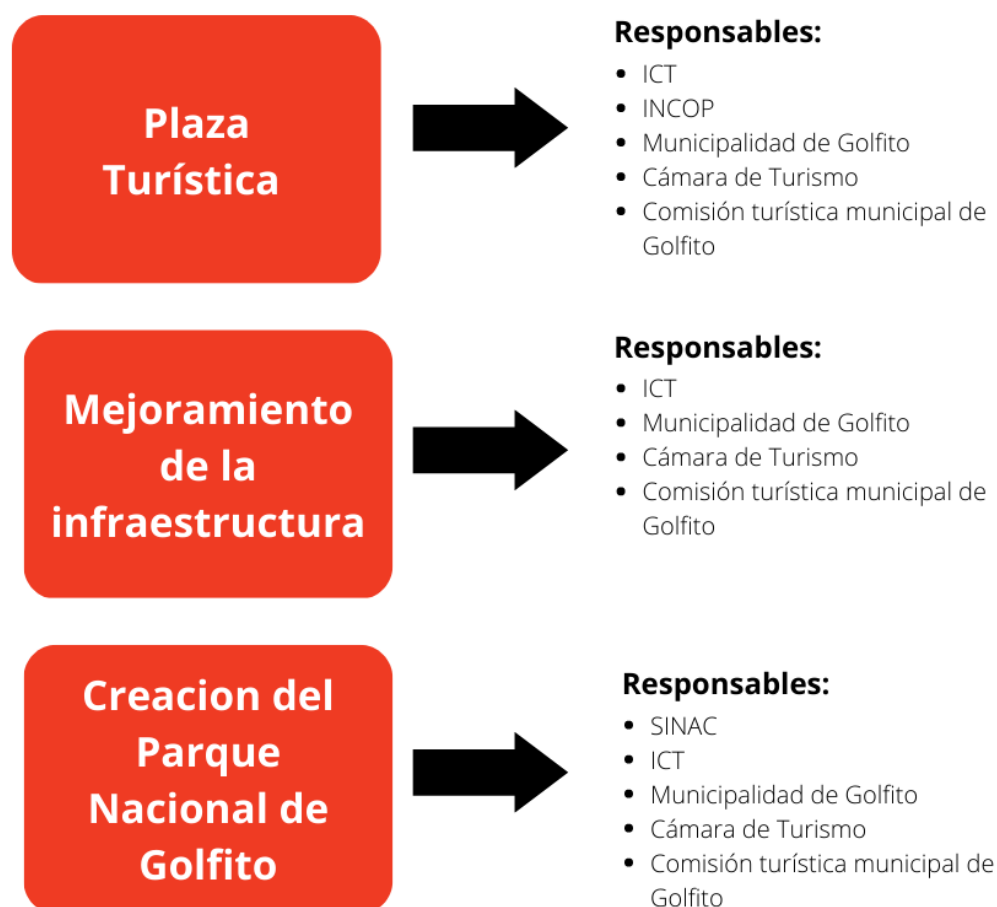 Plaza
Turística
Responsables:
• ICT
• INCOP
• Municipalidad de Golfito
• Cámara de Turismo
• Comisión turística municipal de
Golfito
Mejoramiento
de la
infraestructura
Responsables:
• ICT
• Municipalidad de Golfito
• Cámara de Turismo
• Comisión turística municipal de
Golfito
Creacion del
Parque
Nacional de
Golfito
Responsables:
• SINAC
• ICT
• Municipalidad de Golfito
• Cámara de Turismo
• Comisión turística municipal de
Golfito